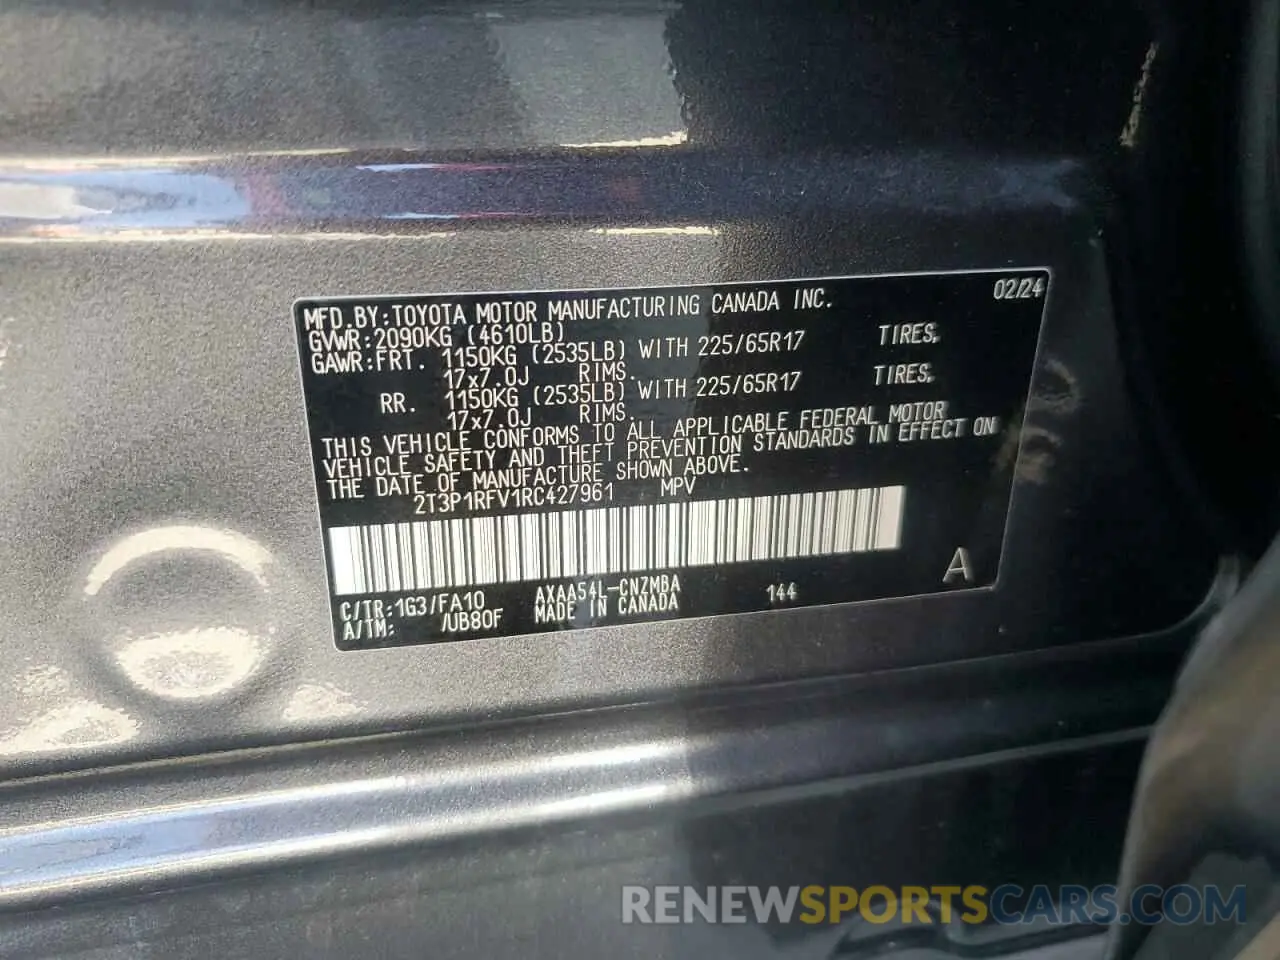 MFD.BY:TOYOTA MOTOR MANUFACTURING CANADA INC. 02/24
GVWR:2090KG (4610LB)
GAWR:FRT. 1150KG (2535LB) WITH 225/65R17 TIRES,
17x7.0J RIMS.
RR. 1150KG (2535LB) WITH 225/65R17 TIRES,
17x7.0J RIMS.
THIS VEHICLE CONFORMS TO ALL APPLICABLE FEDERAL MOTOR
VEHICLE SAFETY AND THEFT PREVENTION STANDARDS IN EFFECT ON
THE DATE OF MANUFACTURE SHOWN ABOVE.
2T3P1RFV1RC427961 MPV
A
C/TR:1G3/FA10 AXAA54L-CNZMBA 144
A/TM: /UB80F MADE IN CANADA
RENEWSPORTSCARS.COM